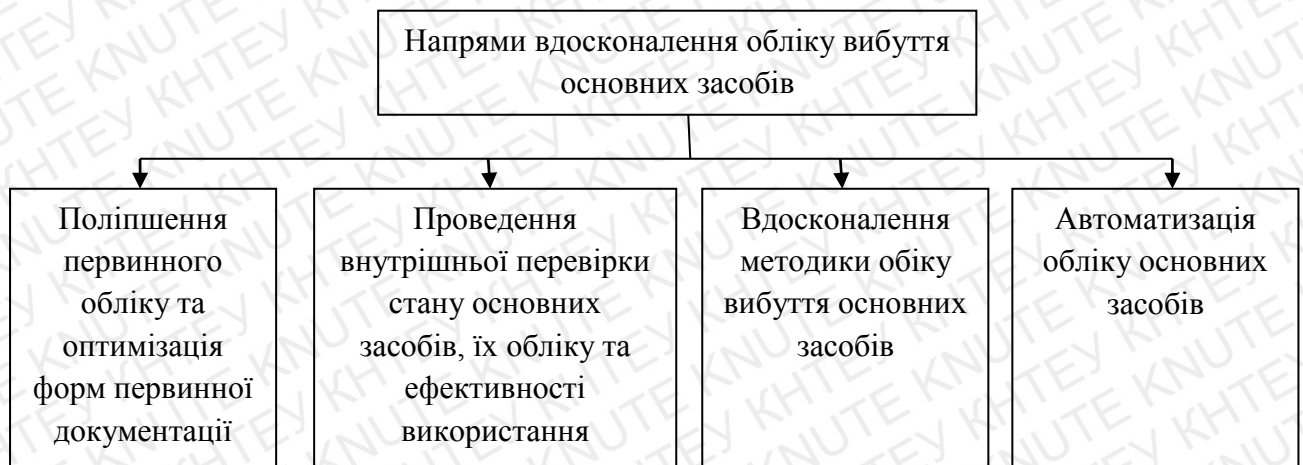 Напрями вдосконалення обліку вибуття
основних засобів
Поліпшення
первинного
обліку та
оптимізація
форм первинної
документації
Проведення
внутрішньої перевірки
стану основних
засобів, їх обліку та
ефективності
використання
Вдосконалення
методики обіку
вибуття основних
засобів
Автоматизація
обліку основних
засобів